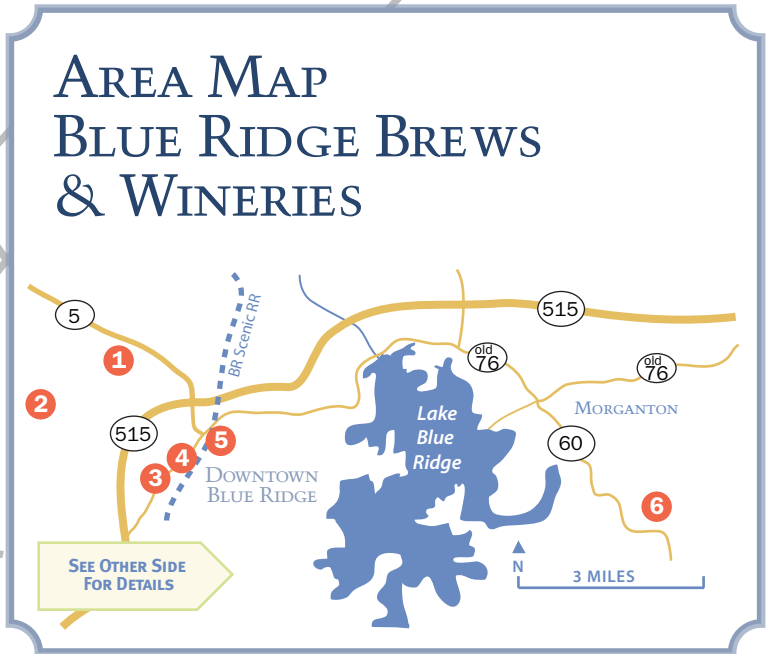 Area Map
Blue Ridge Brews
& Wineries
5
BR Scenic RR
515
1
old
76
old
76
2
Lake
Blue
Ridge
Morganton
515
5
60
4
3
Downtown
Blue Ridge
6
See Other Side
For Details
N
3 MILES